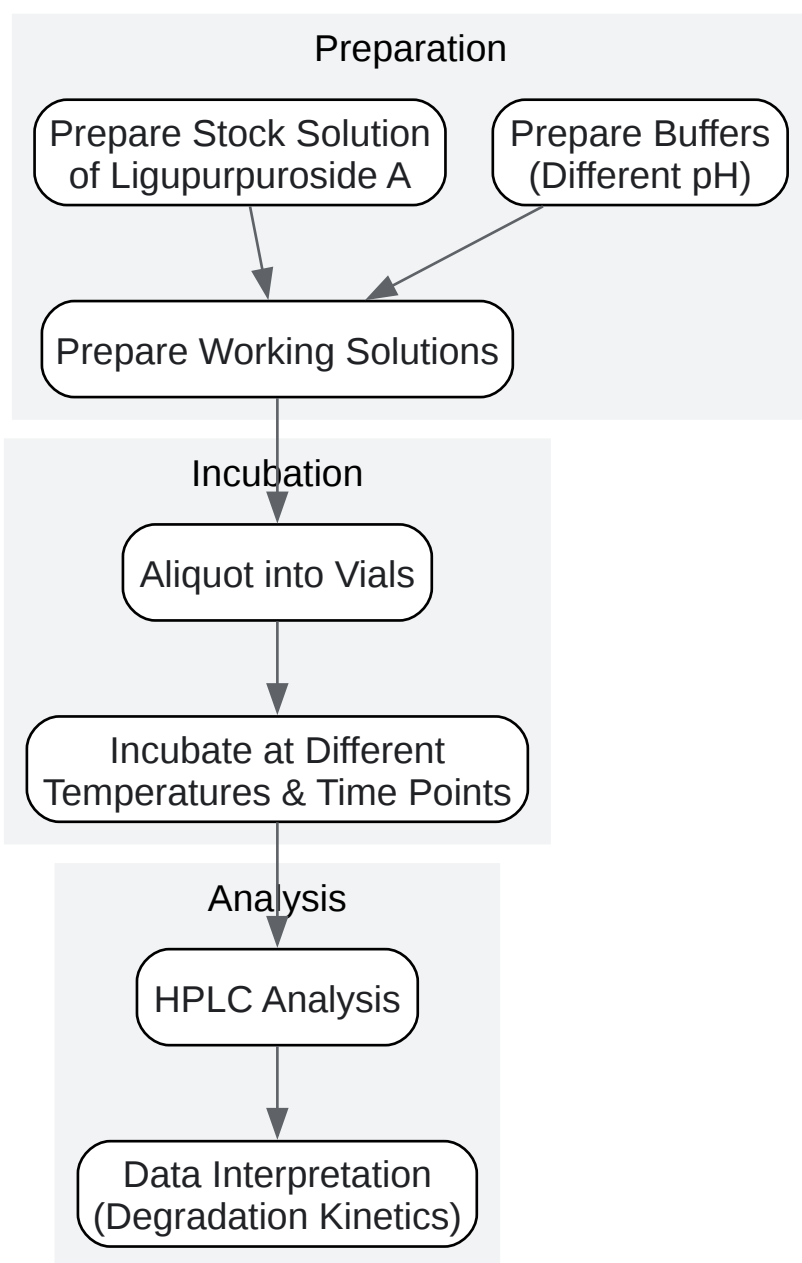 Preparation
Prepare Stock Solution
of Ligupurpuroside A
Prepare Buffers
(Different pH)
Prepare Working Solutions
Incubation
Aliquot into Vials
Incubate at Different
Temperatures & Time Points
Analysis
HPLC Analysis
Data Interpretation
(Degradation Kinetics)